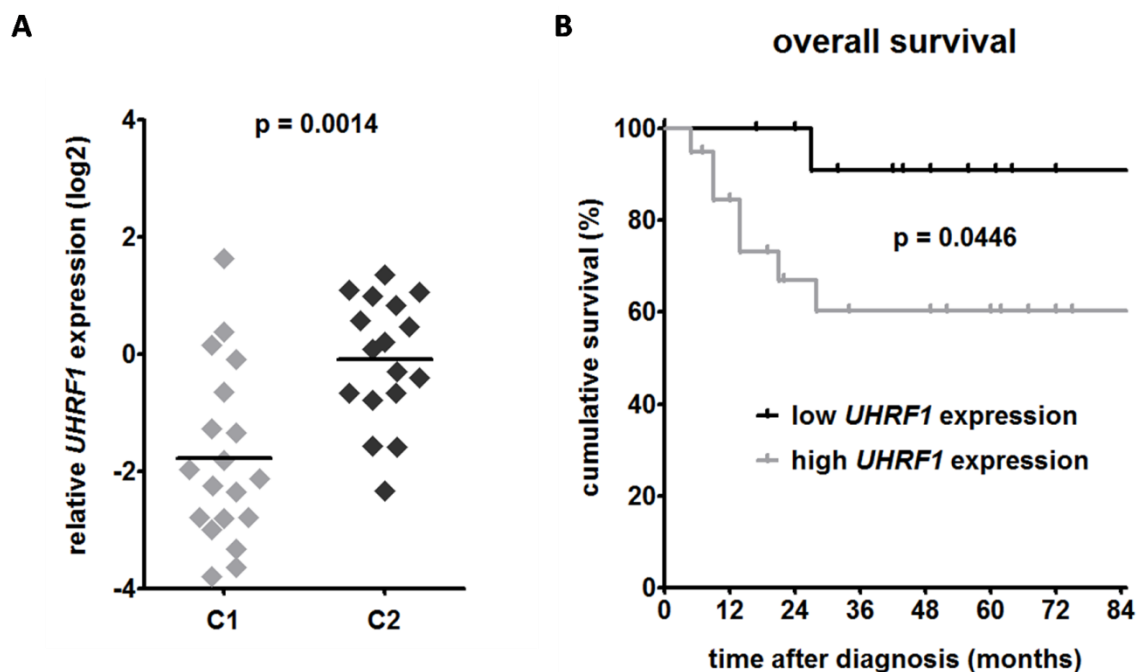 A
p = 0.0014
relative UHRF1 expression (log2)
4
2
0
-2
-4
C1
C2
B
overall survival
cumulative survival (%)
100
80
60
40
20
0
p = 0.0446
low UHRF1 expression
high UHRF1 expression
0 12 24 36 48 60 72 84
time after diagnosis (months)